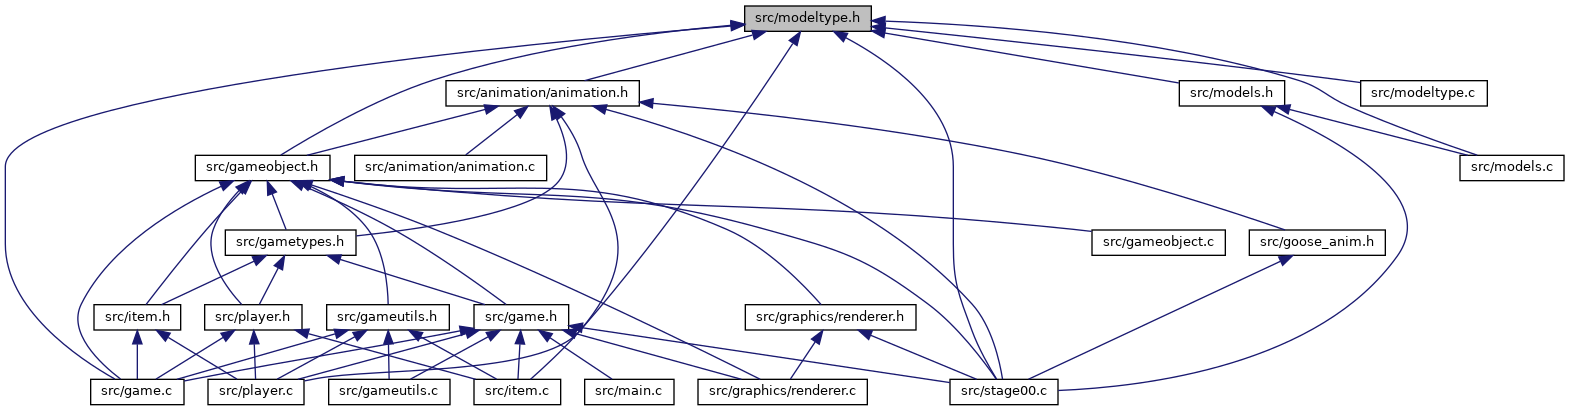 src/modeltype.h
src/animation/animation.h
src/models.h
src/modeltype.c
src/gameobject.h
src/animation/animation.c
src/models.c
src/gametypes.h
src/gameobject.c
src/goose_anim.h
src/item.h
src/player.h
src/gameutils.h
src/game.h
src/graphics/renderer.h
src/game.c
src/player.c
src/gameutils.c
src/item.c
src/main.c
src/graphics/renderer.c
src/stage00.c